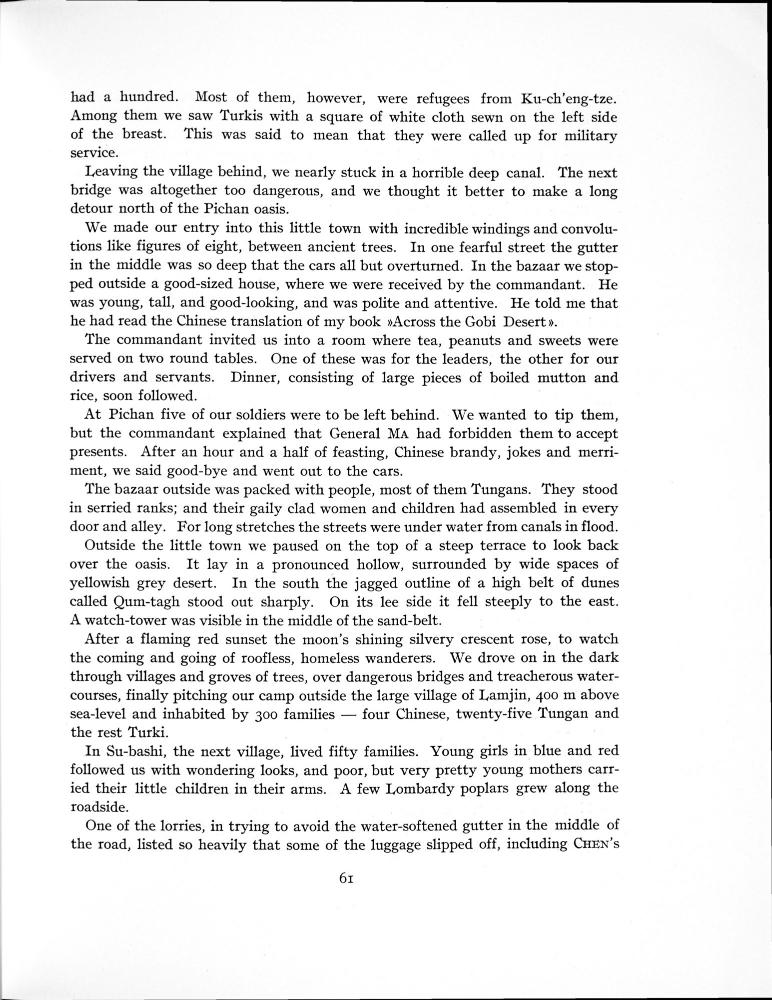 had a hundred. Most of them, however, were refugees from Ku-ch'eng-tze.
Among them we saw Turkis with a square of white cloth sewn on the left side
of the breast. This was said to mean that they were called up for military
service.
Leaving the village behind, we nearly stuck in a horrible deep canal. The next
bridge was altogether too dangerous, and we thought it better to make a long
detour north of the Pichan oasis.
We made our entry into this little town with incredible windings and convolu-
tions like figures of eight, between ancient trees. In one fearful street the gutter
in the middle was so deep that the cars all but overturned. In the bazaar we stop-
ped outside a good-sized house, where we were received by the commandant. He
was young, tall, and good-looking, and was polite and attentive. He told me that
he had read the Chinese translation of my book »Across the Gobi Desert».
The commandant invited us into a room where tea, peanuts and sweets were
served on two round tables. One of these was for the leaders, the other for our
drivers and servants. Dinner, consisting of large pieces of boiled mutton and
rice, soon followed.
At Pichan five of our soldiers were to be left behind. We wanted to tip them,
but the commandant explained that General MA had forbidden them to accept
presents. After an hour and a half of feasting, Chinese brandy, jokes and merri-
ment, we said good-bye and went out to the cars.
The bazaar outside was packed with people, most of them Tungans. They stood
in serried ranks; and their gaily clad women and children had assembled in every
door and alley. For long stretches the streets were under water from canals in flood.
Outside the little town we paused on the top of a steep terrace to look back
over the oasis. It lay in a pronounced hollow, surrounded by wide spaces of
yellowish grey desert. In the south the jagged outline of a high belt of dunes
called Qum-tagh stood out sharply. On its lee side it fell steeply to the east.
A watch-tower was visible in the middle of the sand-belt.
After a flaming red sunset the moon's shining silvery crescent rose, to watch
the coming and going of roofless, homeless wanderers. We drove on in the dark
through villages and groves of trees, over dangerous bridges and treacherous water-
courses, finally pitching our camp outside the large village of Lamjin, 400 m above
sea-level and inhabited by 300 families — four Chinese, twenty-five Tungan and
the rest Turki.
In Su-bashi, the next village, lived fifty families. Young girls in blue and red
followed us with wondering looks, and poor, but very pretty young mothers carr-
ied their little children in their arms. A few Lombardy poplars grew along the
roadside.
One of the lorries, in trying to avoid the water-softened gutter in the middle of
the road, listed so heavily that some of the luggage slipped off, including CHEN's
61